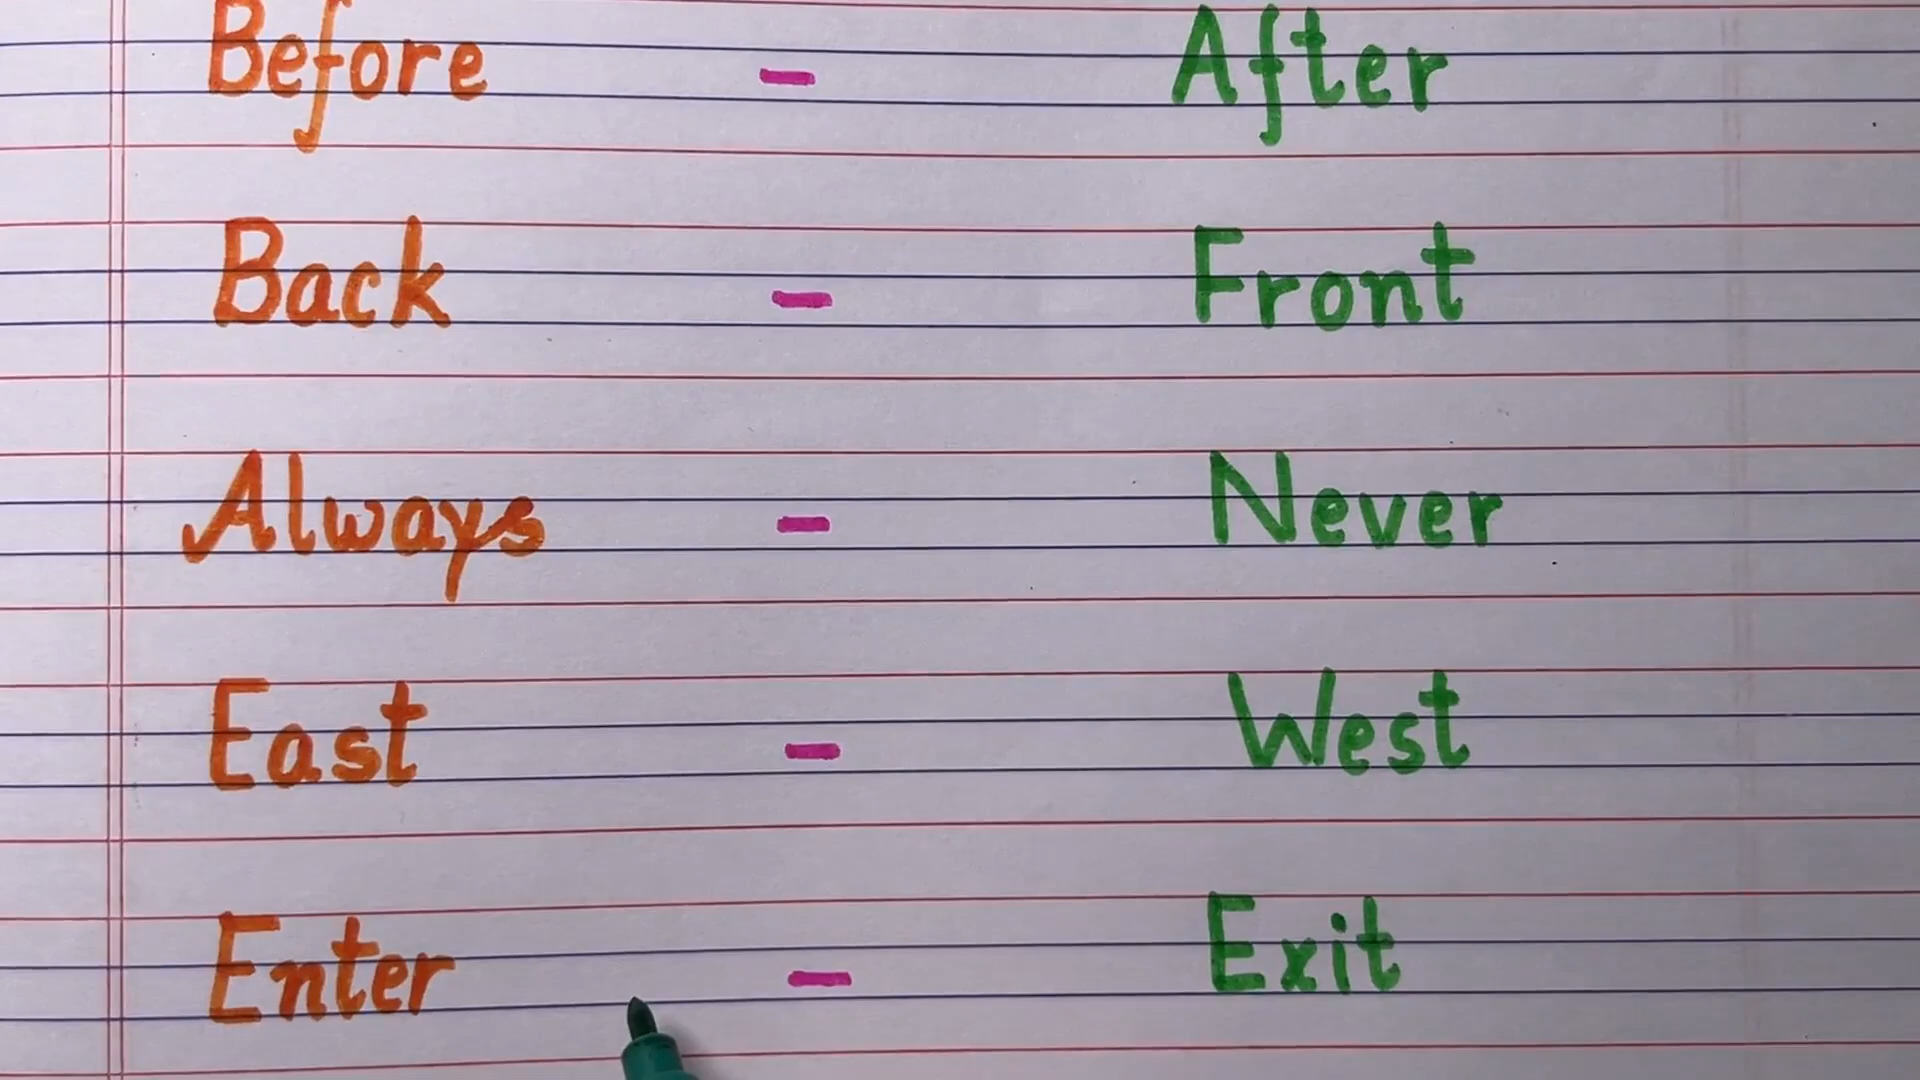 Before - After
Back - Front
Always - Never
East - West
Enter - Exit